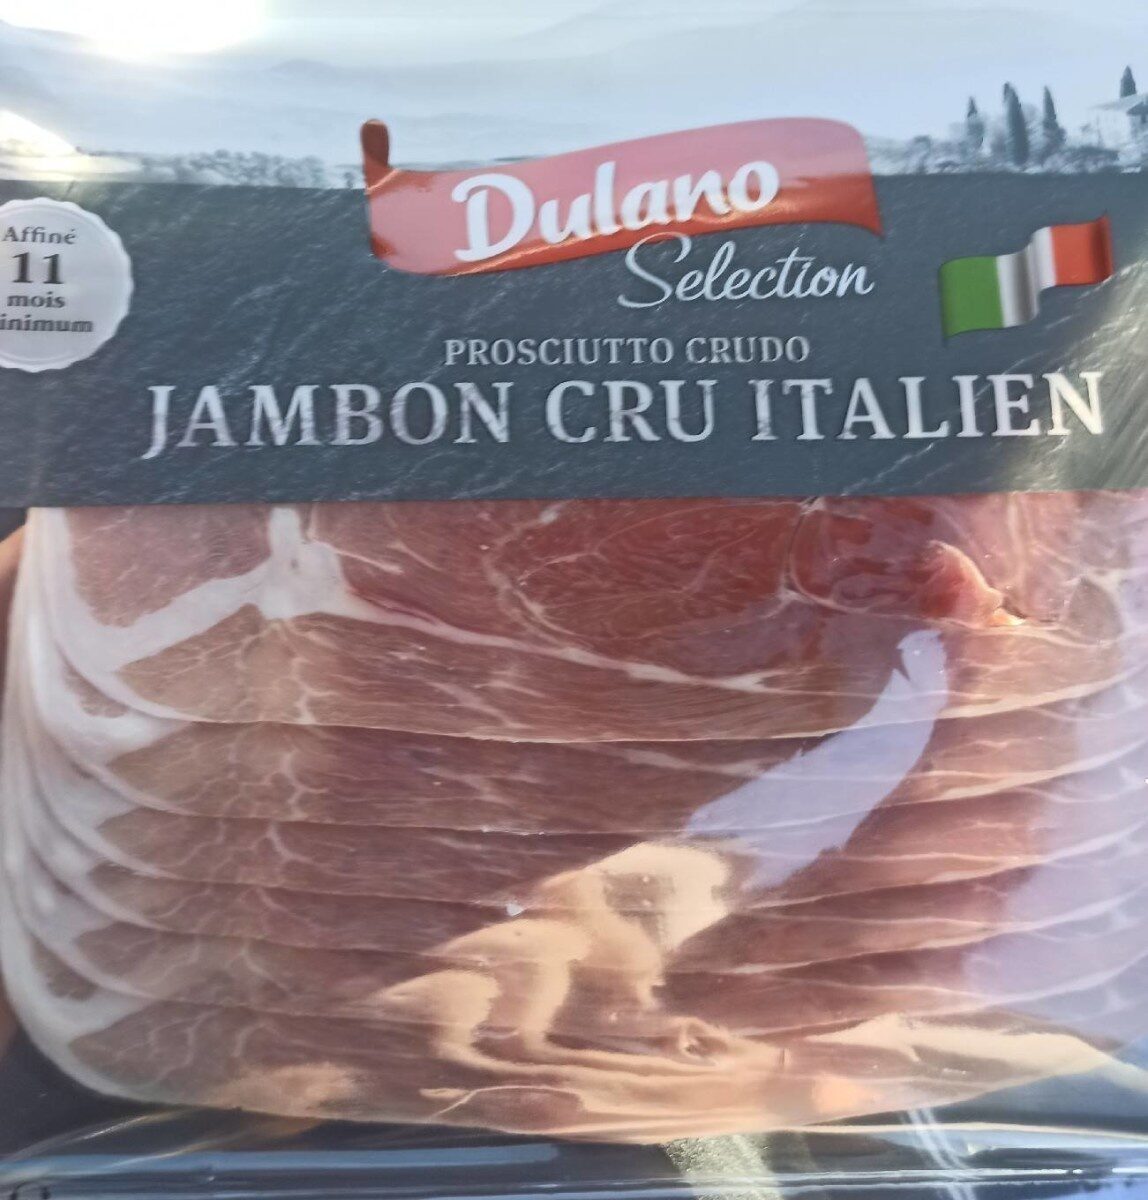 Dulano
Selection
Affiné
11
mois
inimum
PROSCIUTTO CRUDO
JAMBON CRU ITALIEN